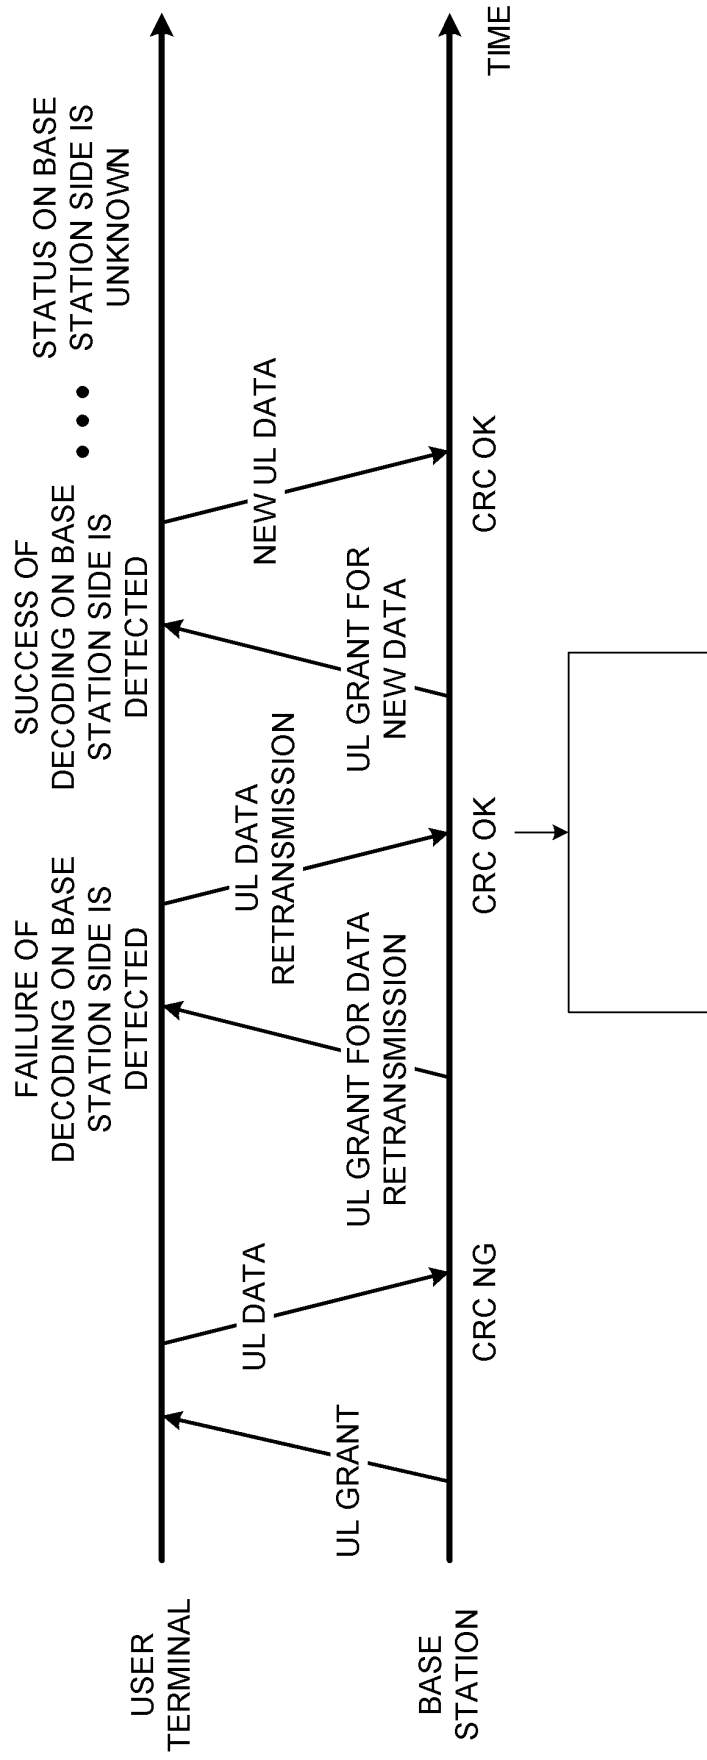 FAILURE OF
DECODING ON BASE
STATION SIDE IS
DETECTED
SUCCESS OF
DECODING ON BASE
STATION SIDE IS
DETECTED
STATUS ON BASE
STATION SIDE IS
UNKNOWN
USER
TERMINAL
UL GRANT
UL DATA
UL GRANT FOR DATA
RETRANSMISSION
UL DATA
RETRANSMISSION
UL GRANT FOR
NEW DATA
NEW UL DATA
BASE
STATION
CRC NG
CRC OK
CRC OK
TIME